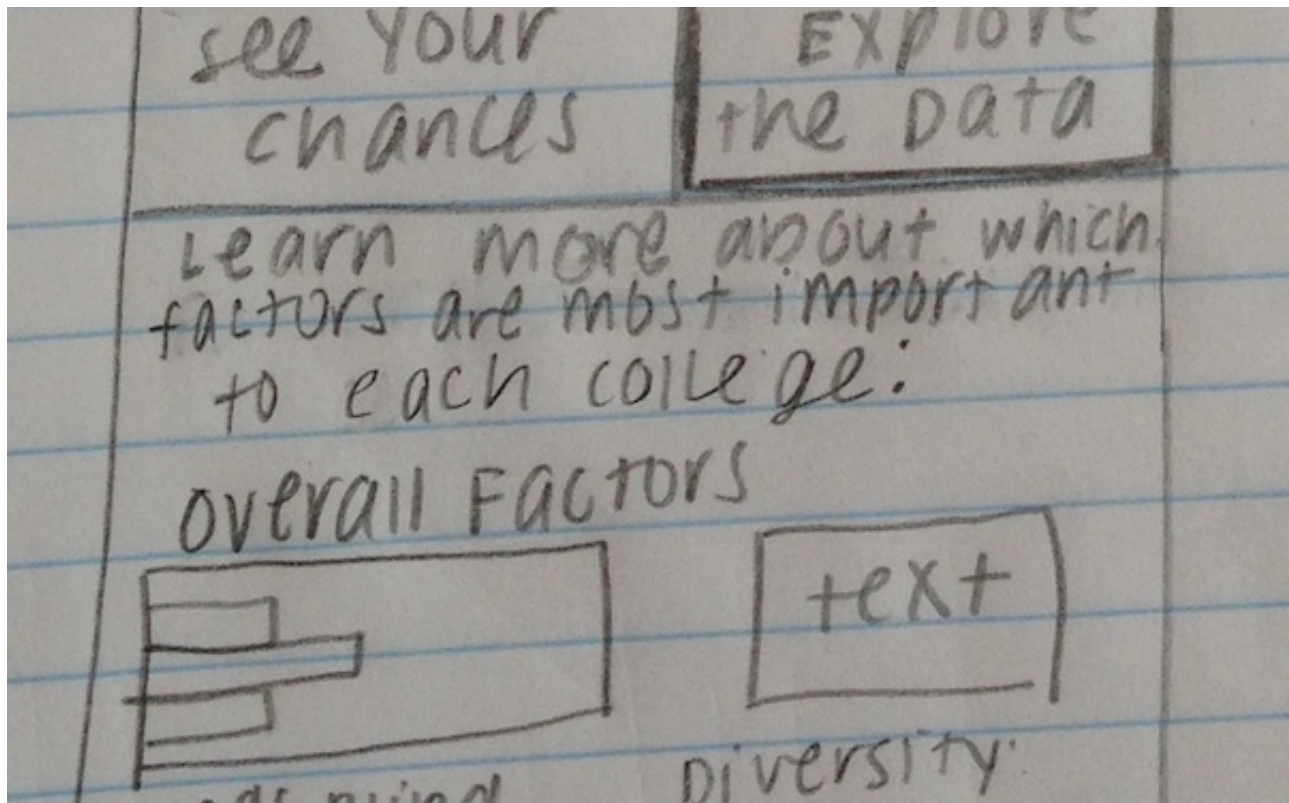 see Your
chances
Explore
the Data
Learn more about which
factors are most important
to each college:
Overall Factors
text
Diversity